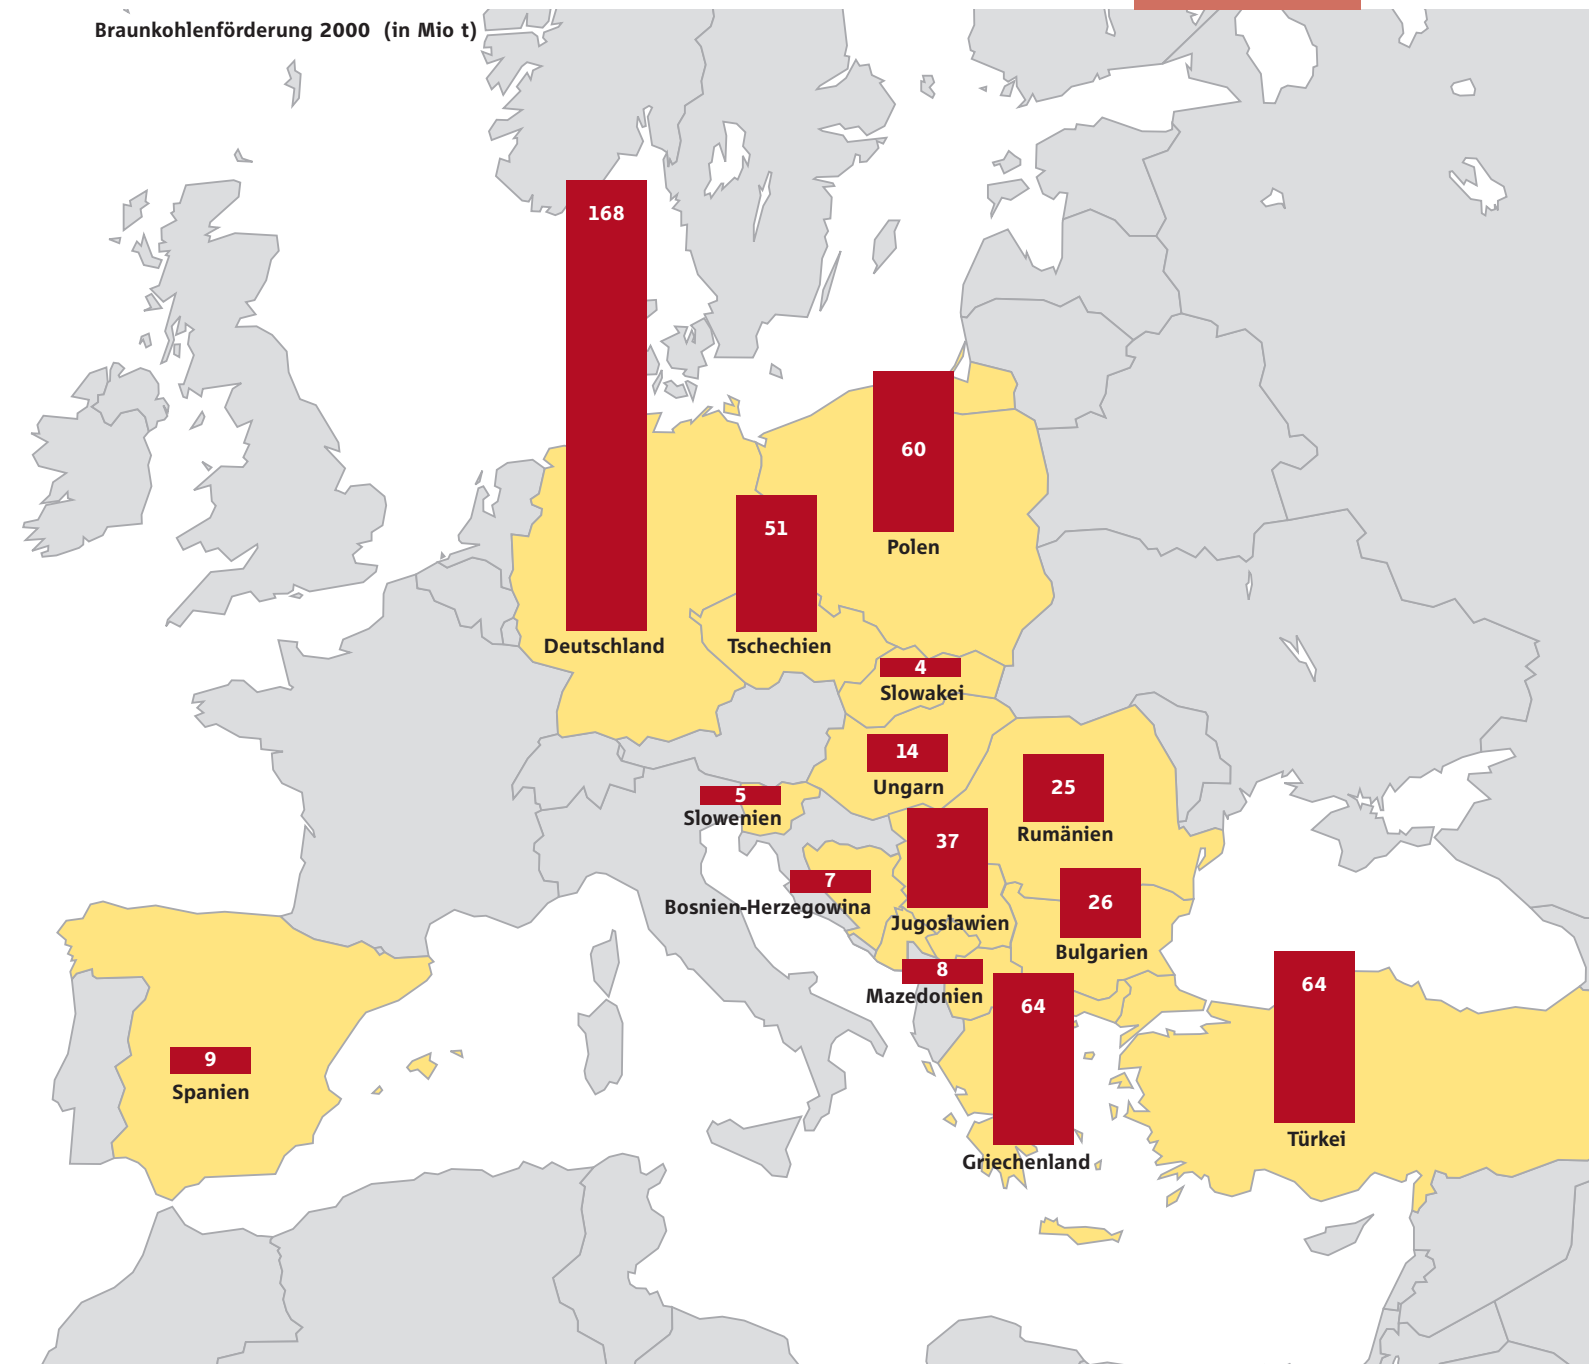 Braunkohlenförderung 2000 (in Mio t)
168
60
51
Polen
Deutschland
Tschechien
4
Slowakei
14
Ungarn
25
Rumänien
5
Slowenien
37
Jugoslawien
7
Bosnien-Herzegowina
26
Bulgarien
8
Mazedonien
64
Griechenland
64
Türkei
9
Spanien